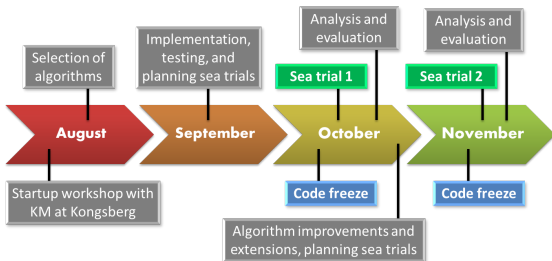 Analysis and
evaluation
Analysis and
evaluation
Implementation,
testing, and
planning sea trials
Selection of
algorithms
Sea trial 1
Sea trial 2
August
September
October
November
Startup workshop with
KM at Kongsberg
Code freeze
Code freeze
Algorithm improvements and
extensions, planning sea trials